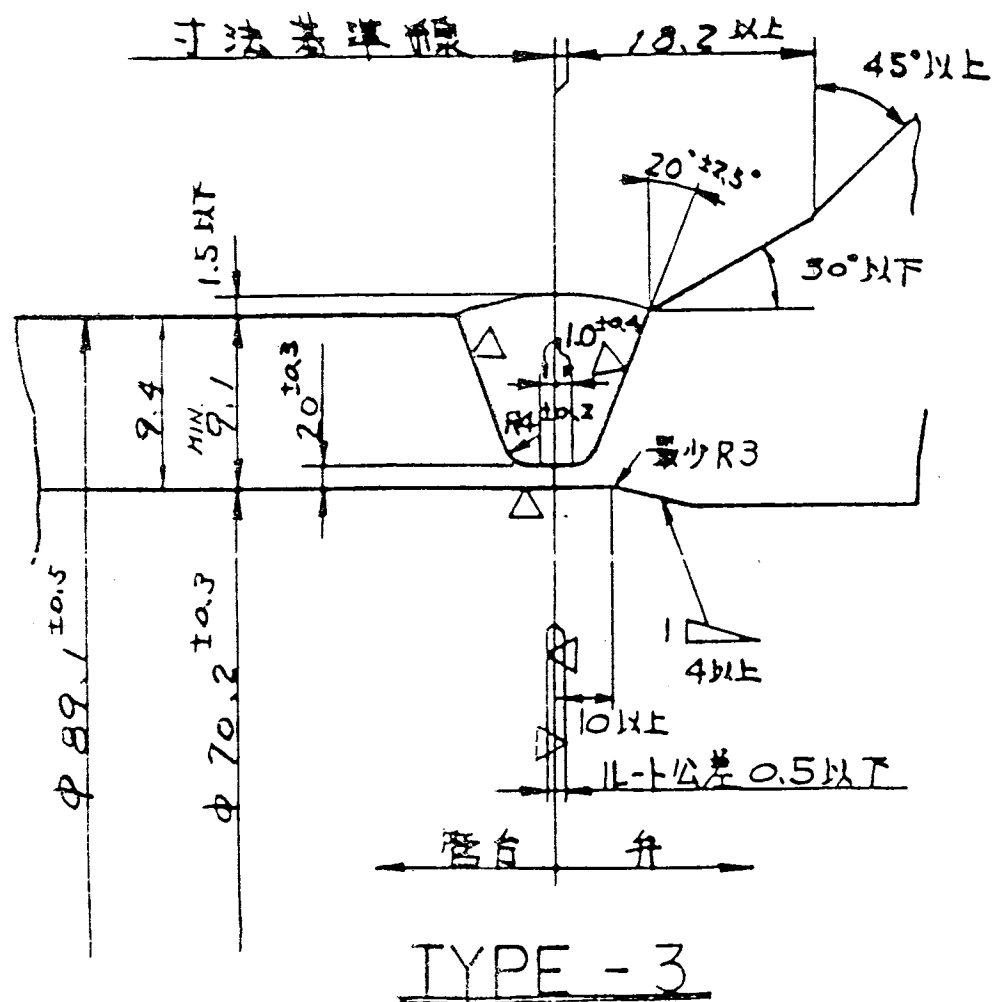 寸法基準線
18.2以上
45°以上
20°±2.5°
1.5以下
30°以下
1.0±0.4
9.4
MIN. 9.1
2.0±0.3
最少R3
φ89.1±0.5
φ70.2±0.3
1
4以上
10以上
ルート公差 0.5以下
管台 弁
TYPE - 3